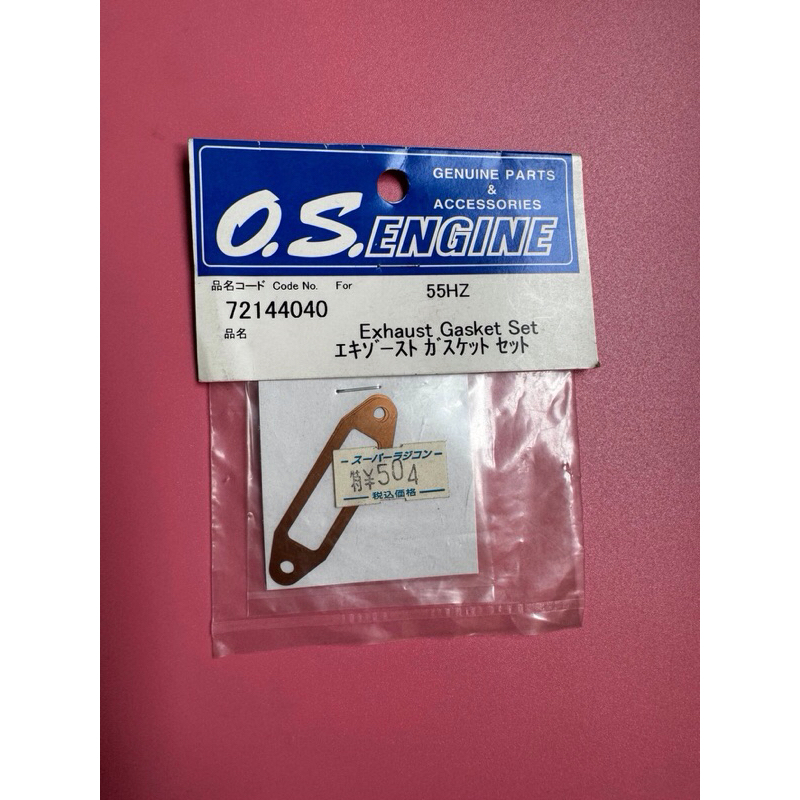 GENUINE PARTS
&
ACCESSORIES
O.S.ENGINE
品名コード Code No. For
55HZ
72144040
品名
Exhaust Gasket Set
エキゾースト ガスケット セット
-スーパーラジコン-
特¥504
税込価格